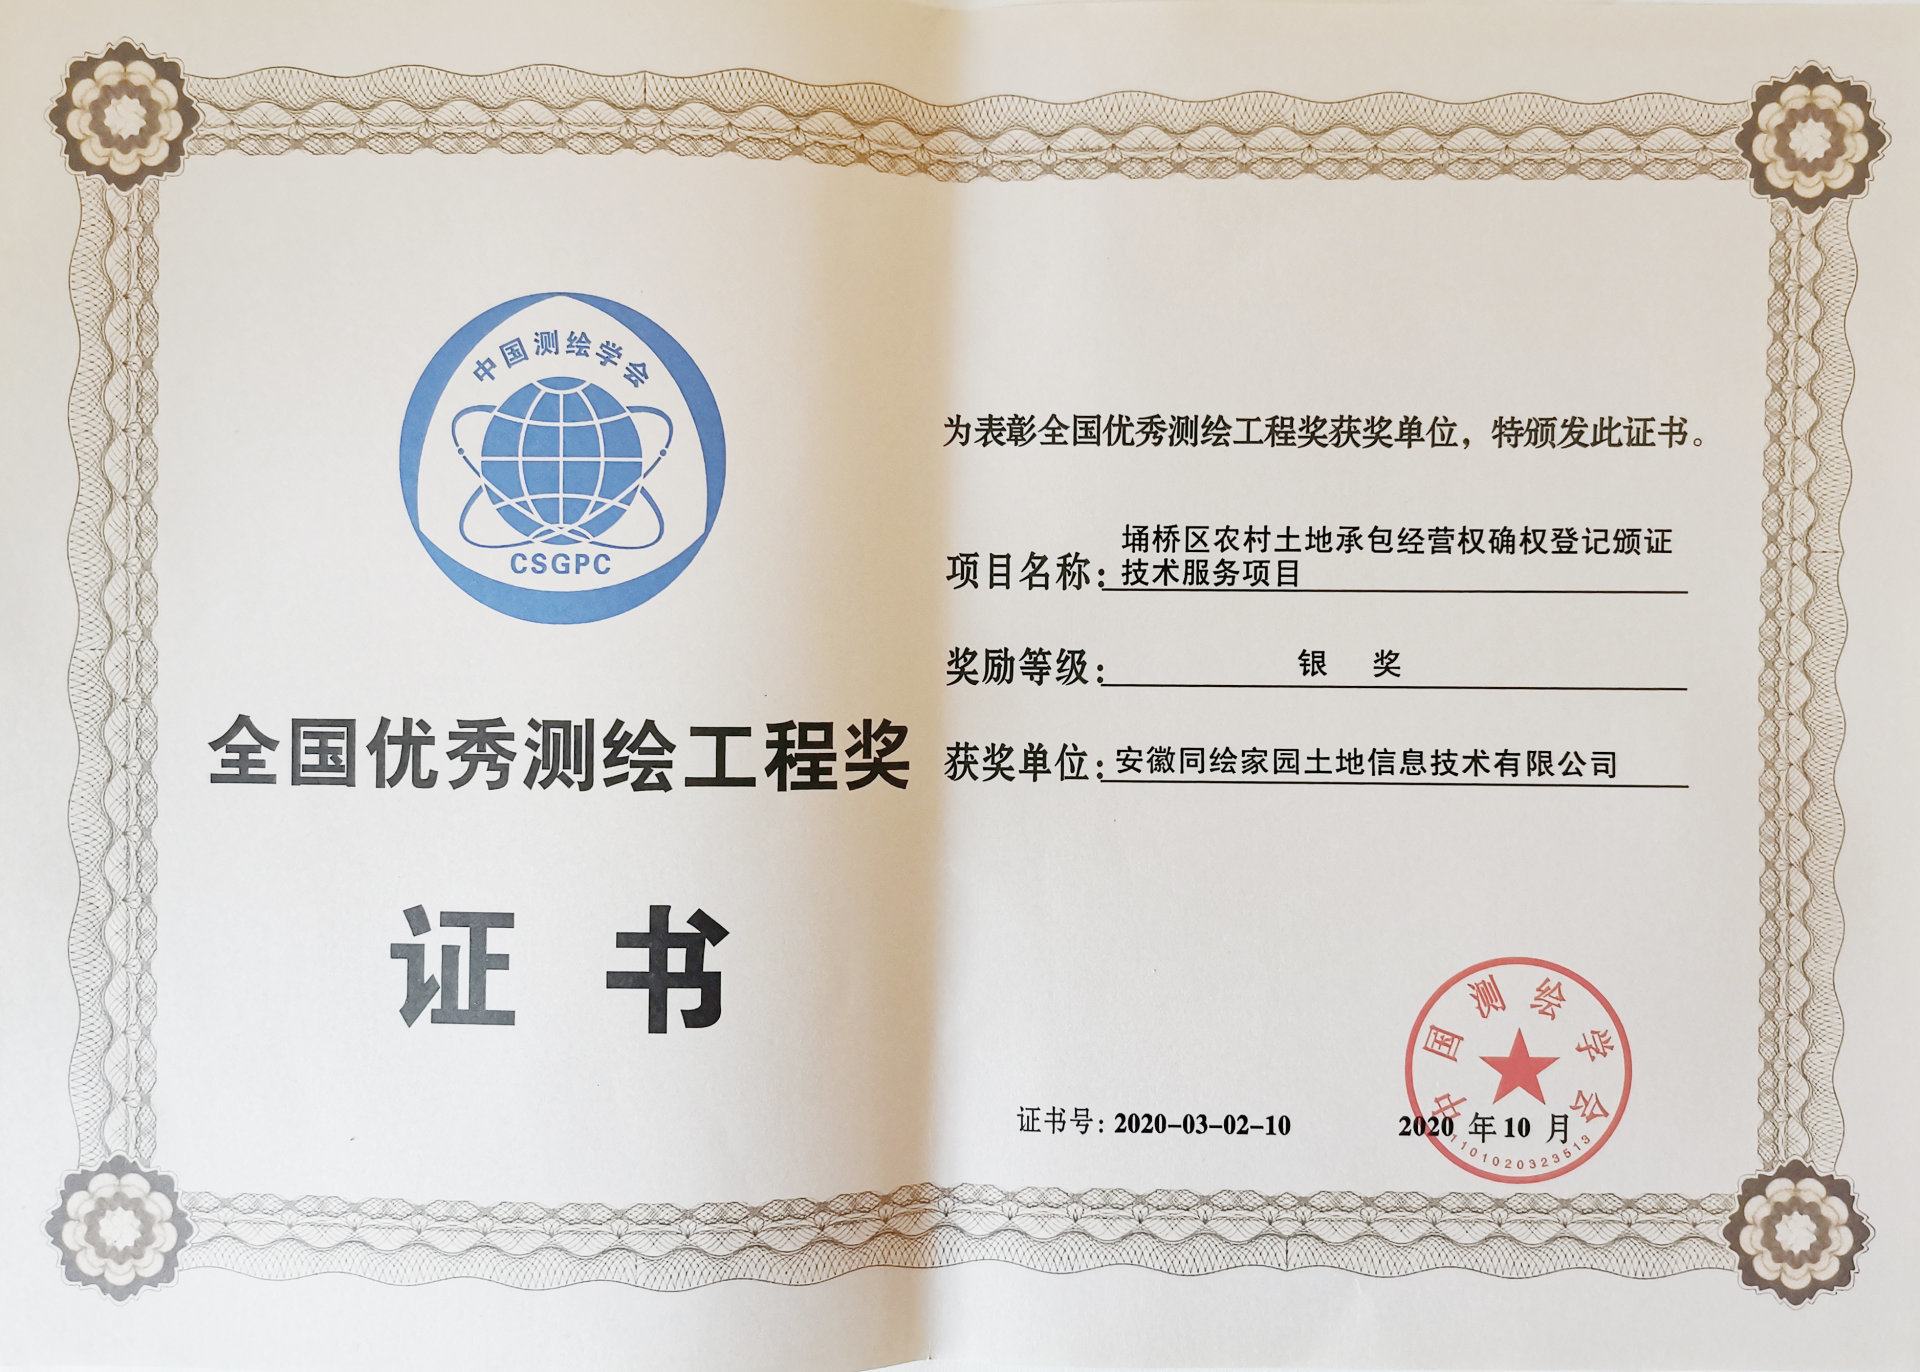 中国测绘学会
CSGPC
全国优秀测绘工程奖
证 书
为表彰全国优秀测绘工程奖获奖单位，特颁发此证书。
项目名称：埇桥区农村土地承包经营权确权登记颁证
技术服务项目
奖励等级：银 奖
获奖单位：安徽同绘家园土地信息技术有限公司
证书号：2020-03-02-10
2020 年10 月
中国测绘学会
1101020323513